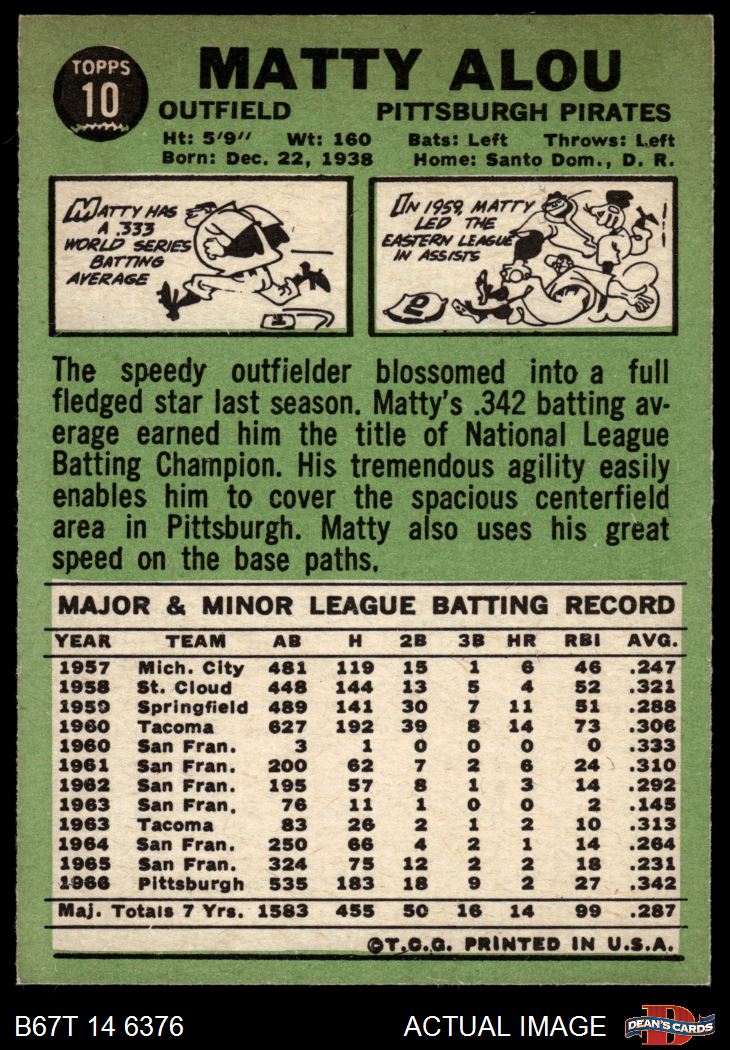 TOPPS
10
MATTY ALOU
OUTFIELD PITTSBURGH PIRATES
Ht: 5'9" Wt: 160 Bats: Left Throws: Left
Born: Dec. 22, 1938 Home: Santo Dom., D. R.
MATTY HAS
A .333
WORLD SERIES
BATTING
AVERAGE
IN 1959, MATTY
LED THE
EASTERN LEAGUE
IN ASSISTS
The speedy outfielder blossomed into a full
fledged star last season. Matty's .342 batting av-
erage earned him the title of National League
Batting Champion. His tremendous agility easily
enables him to cover the spacious centerfield
area in Pittsburgh. Matty also uses his great
speed on the base paths.
MAJOR & MINOR LEAGUE BATTING RECORD
YEAR TEAM AB H 2B 3B HR RBI AVG.
1957 Mich. City 481 119 15 1 6 46 .247
1958 St. Cloud 448 144 13 5 4 52 .321
1959 Springfield 489 141 30 7 11 51 .288
1960 Tacoma 627 192 39 8 14 73 .306
1960 San Fran. 3 1 0 0 0 0 .333
1961 San Fran. 200 62 7 2 6 24 .310
1962 San Fran. 195 57 8 1 3 14 .292
1963 San Fran. 76 11 1 0 0 2 .145
1963 Tacoma 83 26 2 1 2 10 .313
1964 San Fran. 250 66 4 2 1 14 .264
1965 San Fran. 324 75 12 2 2 18 .231
1966 Pittsburgh 535 183 18 9 2 27 .342
Maj. Totals 7 Yrs. 1583 455 50 16 14 99 .287
©T.C.G. PRINTED IN U.S.A.
B67T 14 6376 ACTUAL IMAGE
D
DEAN'S CARDS